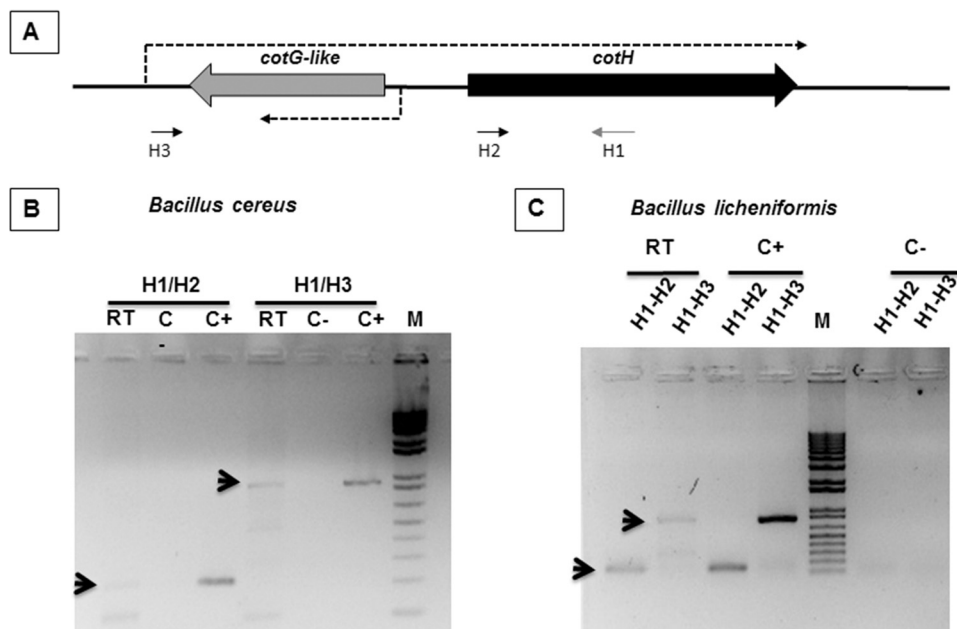 A
cotG-like
cotH
H3
H2
H1
B
Bacillus cereus
H1/H2
H1/H3
RT
C
C+
RT
C-
C+
M
-
C
Bacillus licheniformis
RT
C+
C-
H1-H2
H1-H3
H1-H2
H1-H3
M
H1-H2
H1-H3